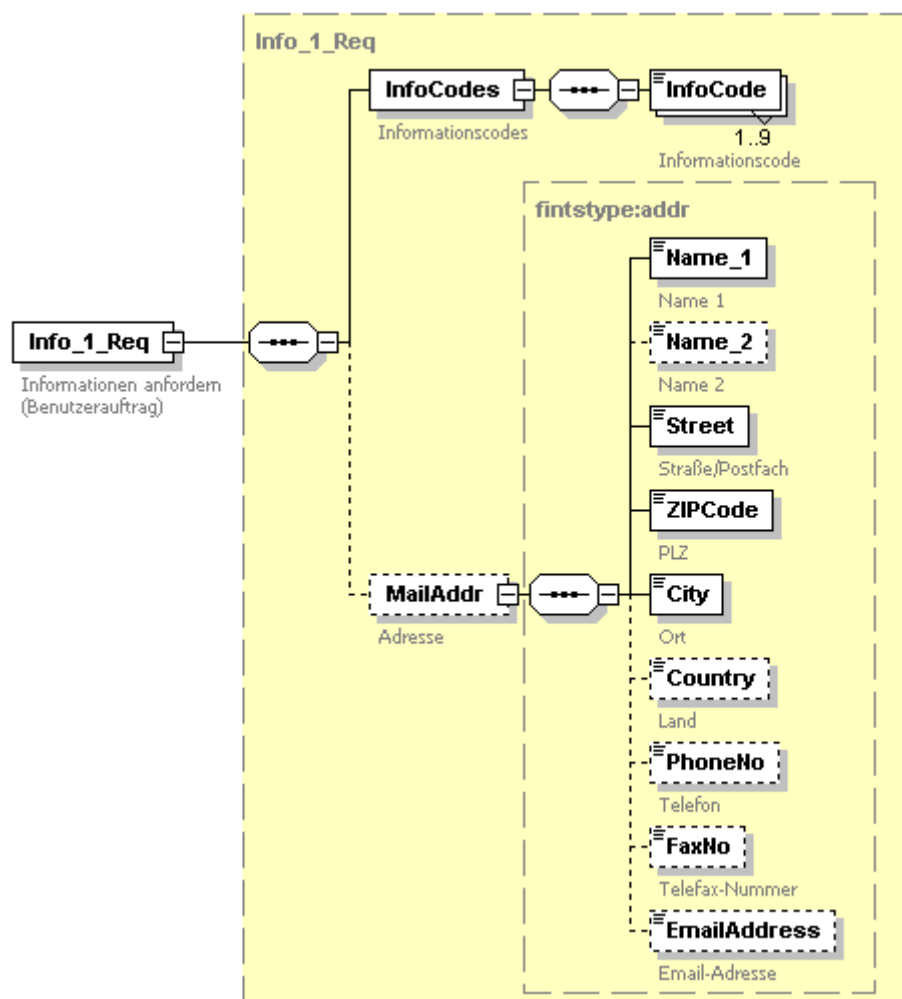 Info_1_Req
InfoCodes
InfoCode
1..9
Informationscodes
Informationscode
fintstype:addr
Name_1
Name 1
Info_1_Req
Name_2
Informationen anfordern
(Benutzerauftrag)
Name 2
Street
Straße/Postfach
ZIPCode
PLZ
MailAddr
City
Adresse
Ort
Country
Land
PhoneNo
Telefon
FaxNo
Telefax-Nummer
EmailAddress
Email-Adresse